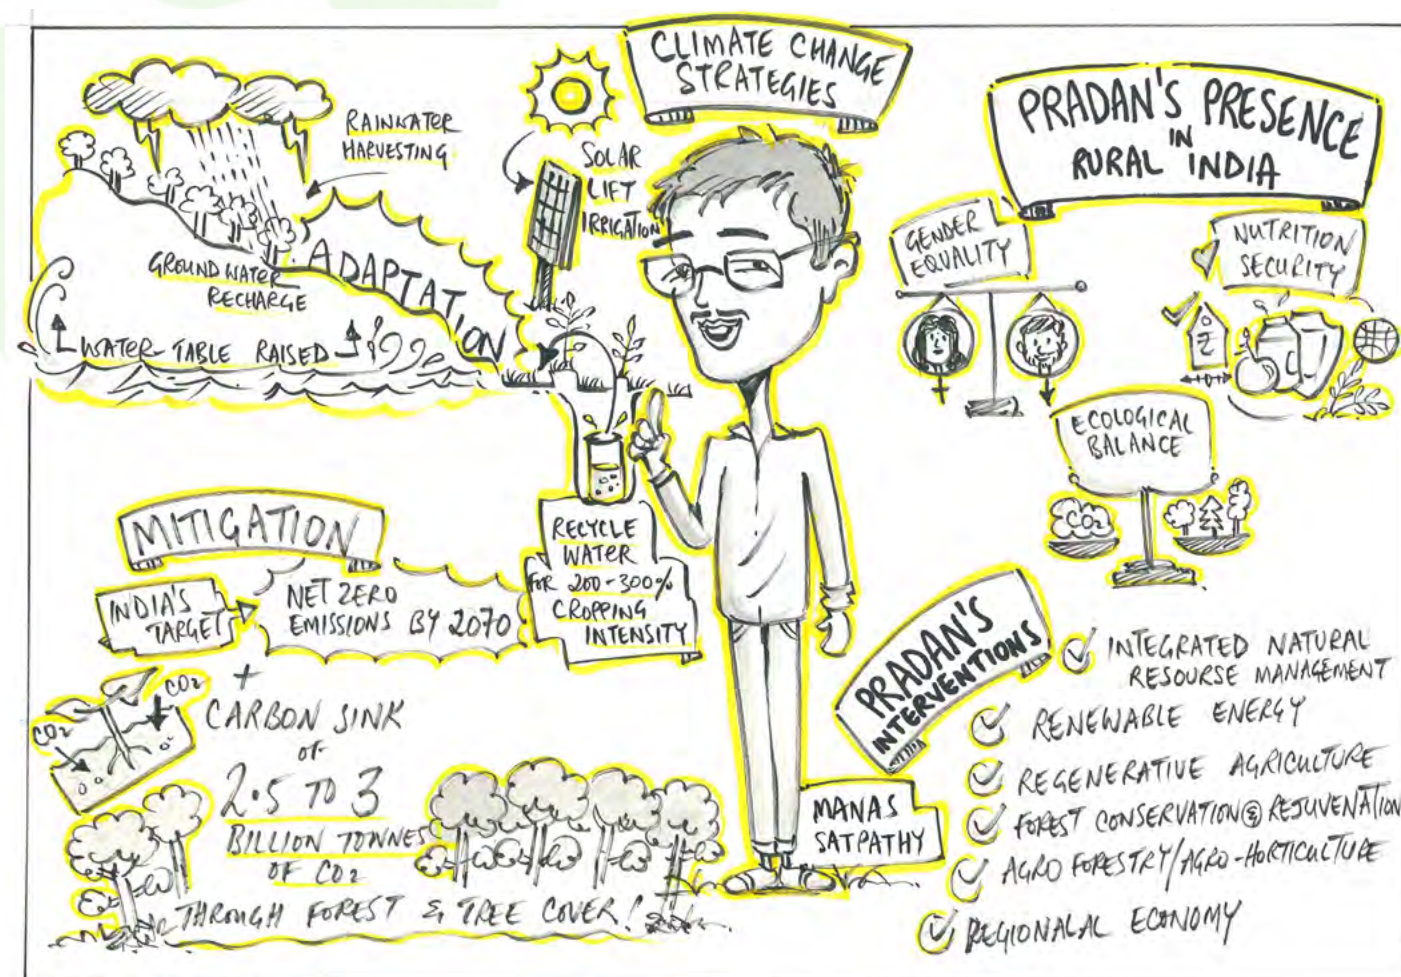 CLIMATE CHANGE
STRATEGIES
RAINWATER
HARVESTING
SOLAR
LIFT
IRRIGATION
ADAPTATION
GROUND WATER
RECHARGE
WATER TABLE RAISED
RECYCLE
WATER
FOR 200-300%
CROPPING
INTENSITY
MITIGATION
INDIA'S
TARGET
NET ZERO
EMISSIONS BY 2070
+
CO2
CO2
CARBON SINK
OF
2.5 TO 3
BILLION TOWNES
OF CO2
THROUGH FOREST & TREE COVER!
PRADAN'S PRESENCE
IN
RURAL INDIA
GENDER
EQUALITY
NUTRITION
SECURITY
ECOLOGICAL
BALANCE
CO2
PRADAN'S
INTERVENTIONS
INTEGRATED NATURAL
RESOURSE MANAGEMENT
RENEWABLE ENERGY
REGENERATIVE AGRICULTURE
FOREST CONSERVATION & REJUVENATION
AGRO FORESTRY/AGRO-HORTICULTURE
REGIONALAL ECONOMY
MANAS
SATPATHY